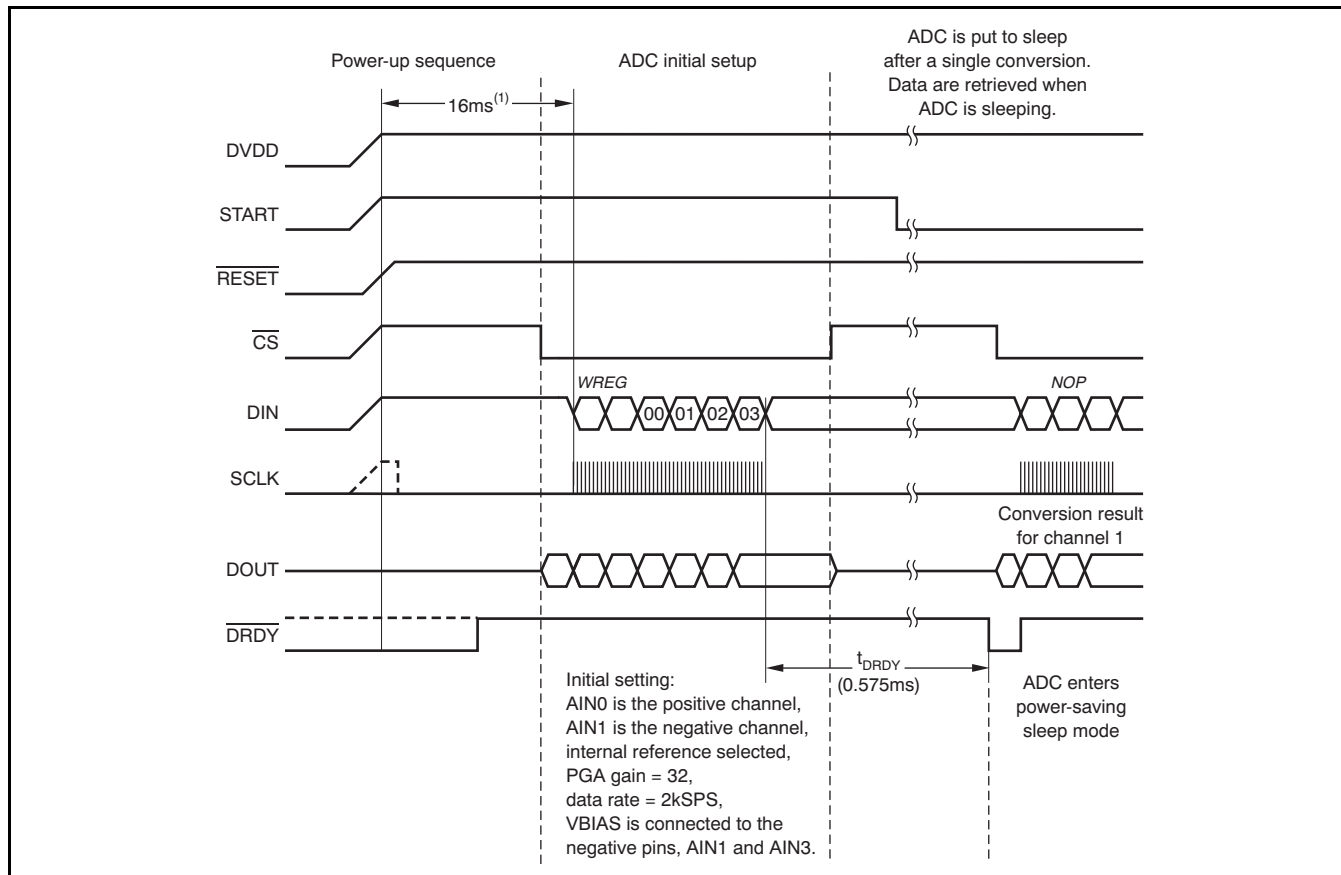 Power-up sequence
ADC initial setup
ADC is put to sleep
after a single conversion.
Data are retrieved when
ADC is sleeping.
16ms(1)
DVDD
START
RESET
CS
WREG
NOP
DIN
00 01 02 03
SCLK
Conversion result
for channel 1
DOUT
DRDY
tDRDY
(0.575ms)
Initial setting:
AIN0 is the positive channel,
AIN1 is the negative channel,
internal reference selected,
PGA gain = 32,
data rate = 2kSPS,
VBIAS is connected to the
negative pins, AIN1 and AIN3.
ADC enters
power-saving
sleep mode